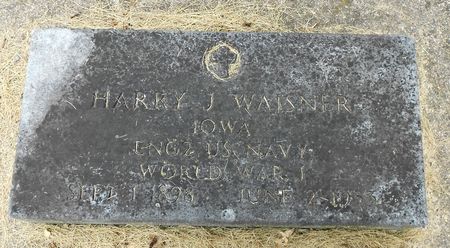 HARRY J WAISNER
IOWA
ENG2 US NAVY
WORLD WAR I
SEPT 1 JUNE